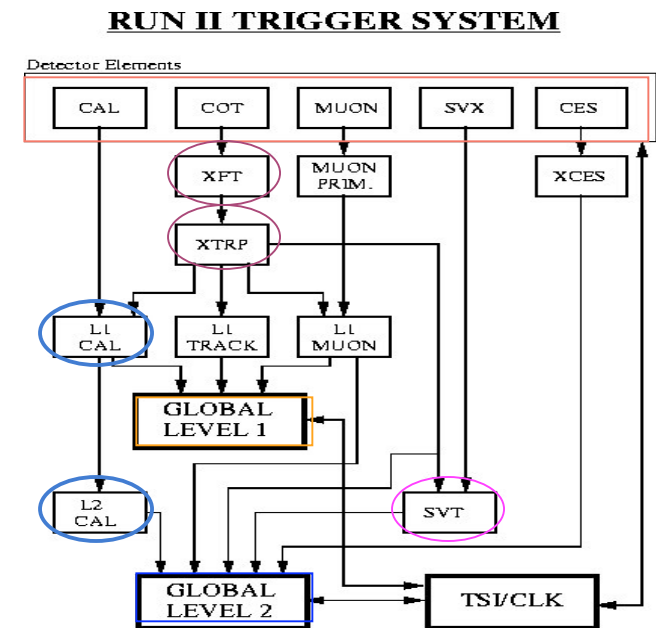 RUN II TRIGGER SYSTEM
Detector Elements
CAL
COT
MUON
SVX
CES
XFT
MUON
PRIM.
XCES
XTRP
L1
CAL
L1
TRACK
L1
MUON
GLOBAL
LEVEL 1
L2
CAL
SVT
GLOBAL
LEVEL 2
TSI/CLK